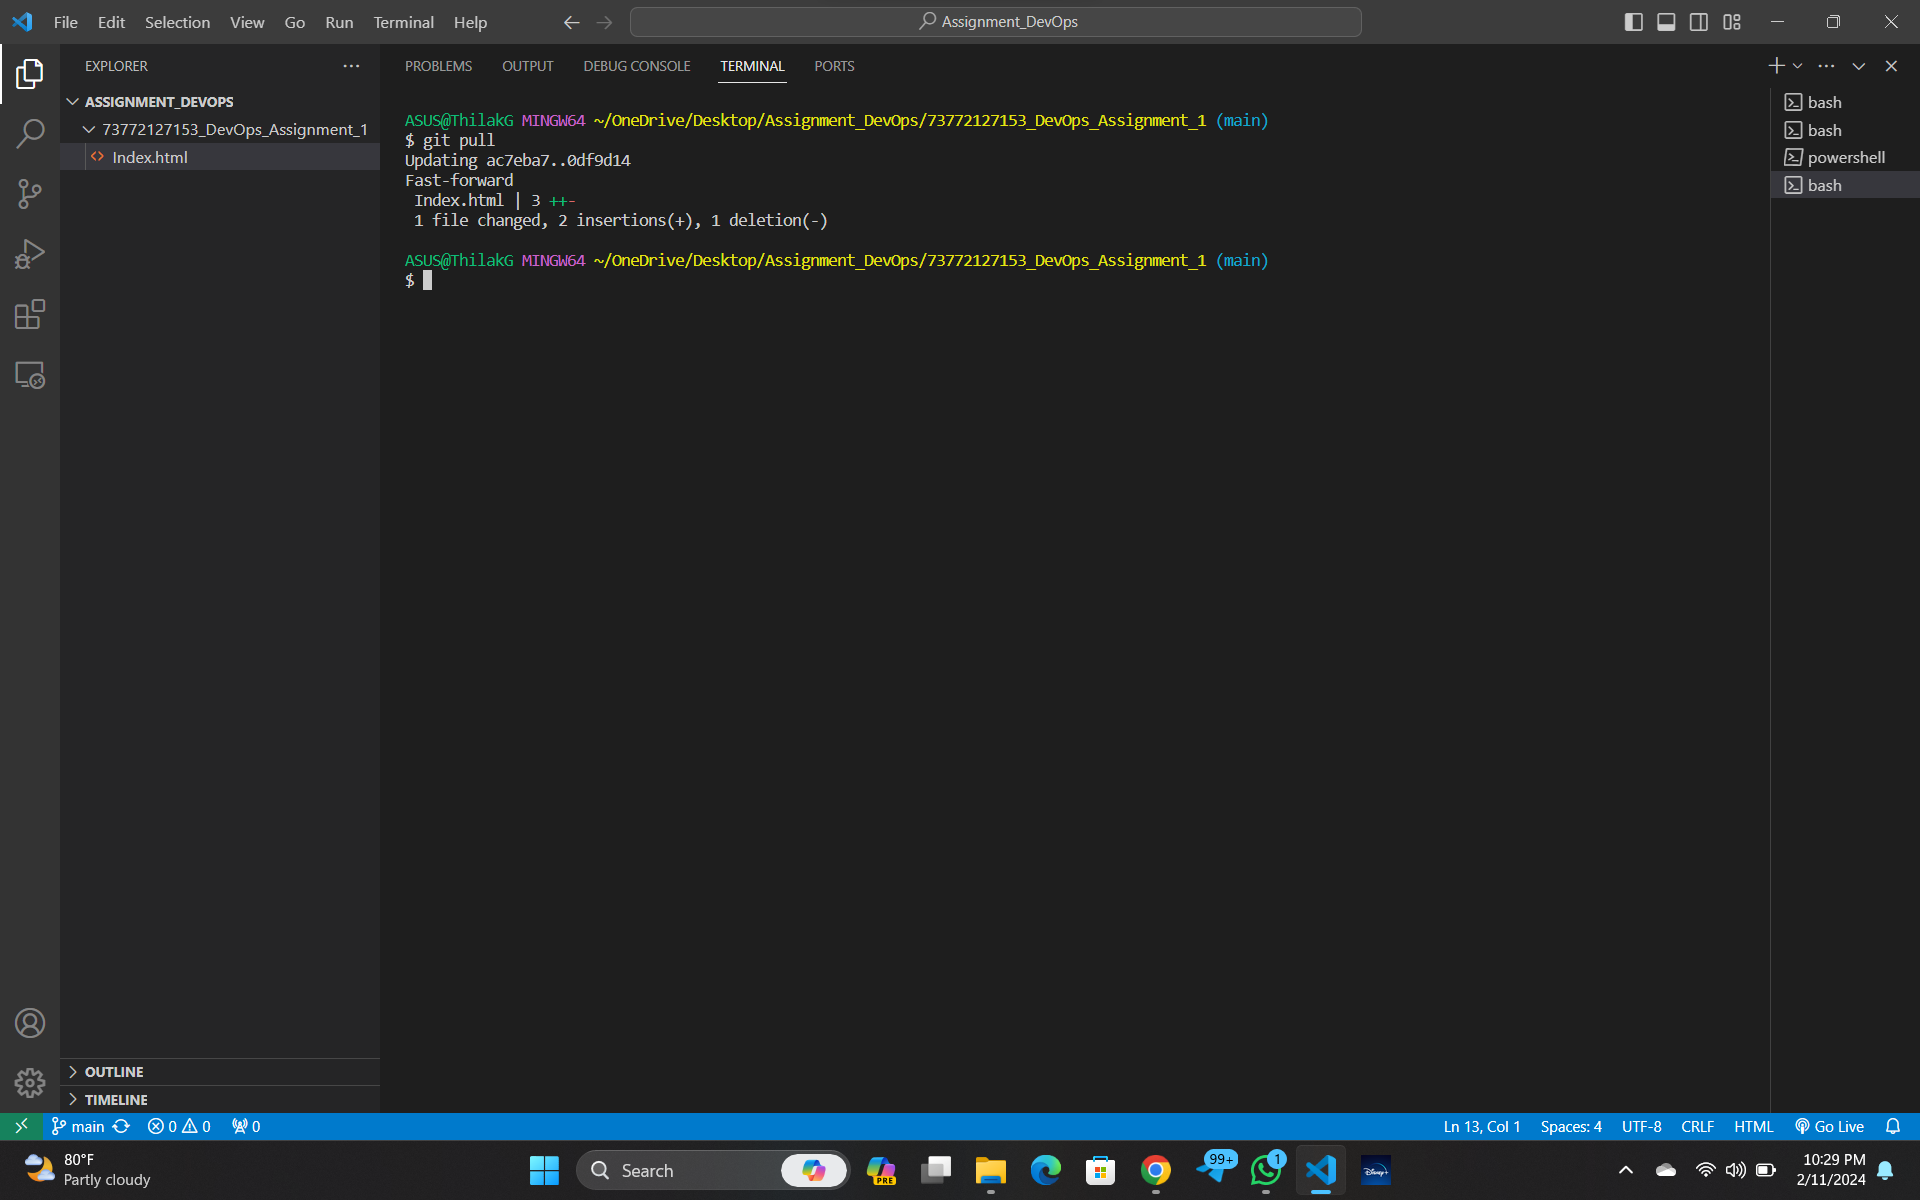 File Edit Selection View Go Run Terminal Help
Assignment_DevOps
EXPLORER
ASSIGNMENT_DEVOPS
73772127153_DevOps_Assignment_1
Index.html
PROBLEMS OUTPUT DEBUG CONSOLE TERMINAL PORTS
ASUS@ThilakG MINGW64 ~/OneDrive/Desktop/Assignment_DevOps/73772127153_DevOps_Assignment_1 (main)
$ git pull
Updating ac7eba7..0df9d14
Fast-forward
Index.html | 3 ++-
1 file changed, 2 insertions(+), 1 deletion(-)
ASUS@ThilakG MINGW64 ~/OneDrive/Desktop/Assignment_DevOps/73772127153_DevOps_Assignment_1 (main)
$
bash
bash
powershell
bash
OUTLINE
TIMELINE
main 0 0 0
Ln 13, Col 1 Spaces: 4 UTF-8 CRLF HTML Go Live
80°F
Partly cloudy
Search
PRE
99+
1
Disney+
10:29 PM
2/11/2024